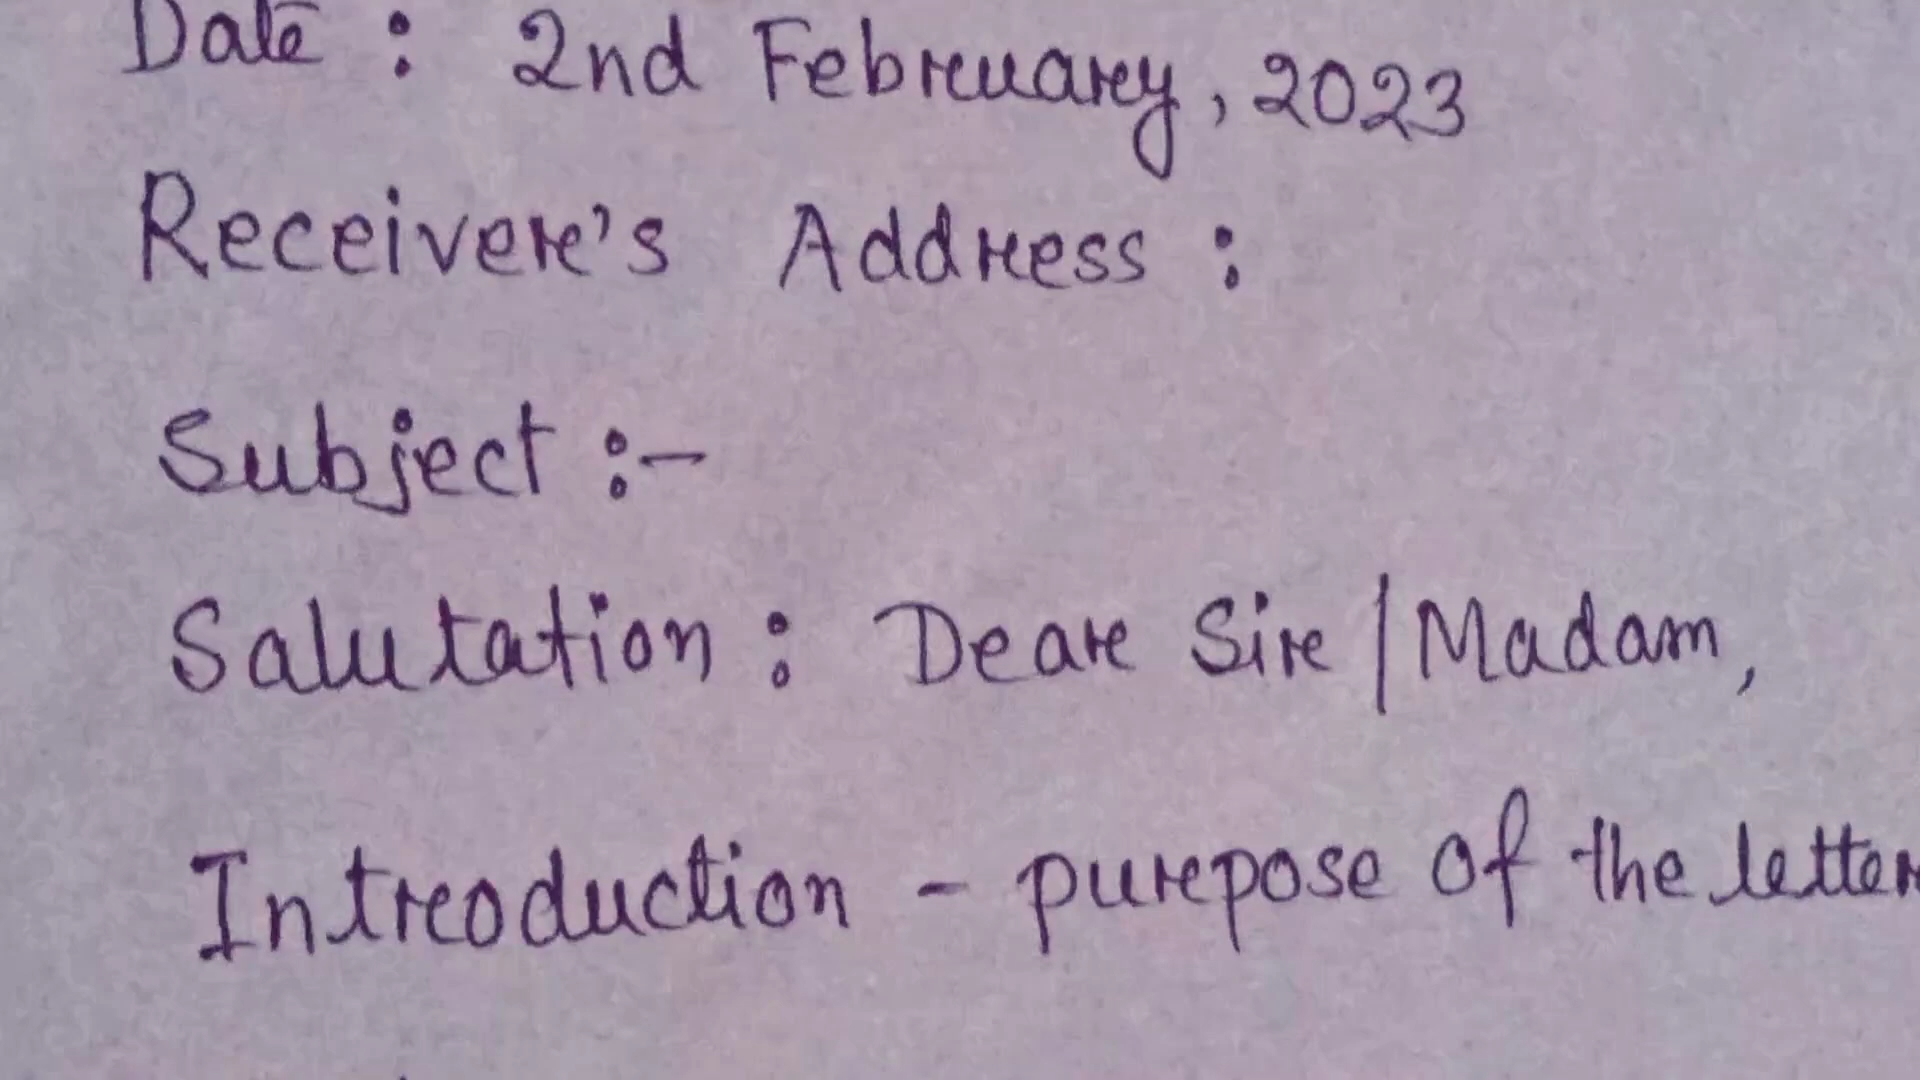 Date : 2nd February, 2023
Receiver's Address :
Subject :-
Salutation : Dear Sir / Madam,
Introduction - purpose of the letter